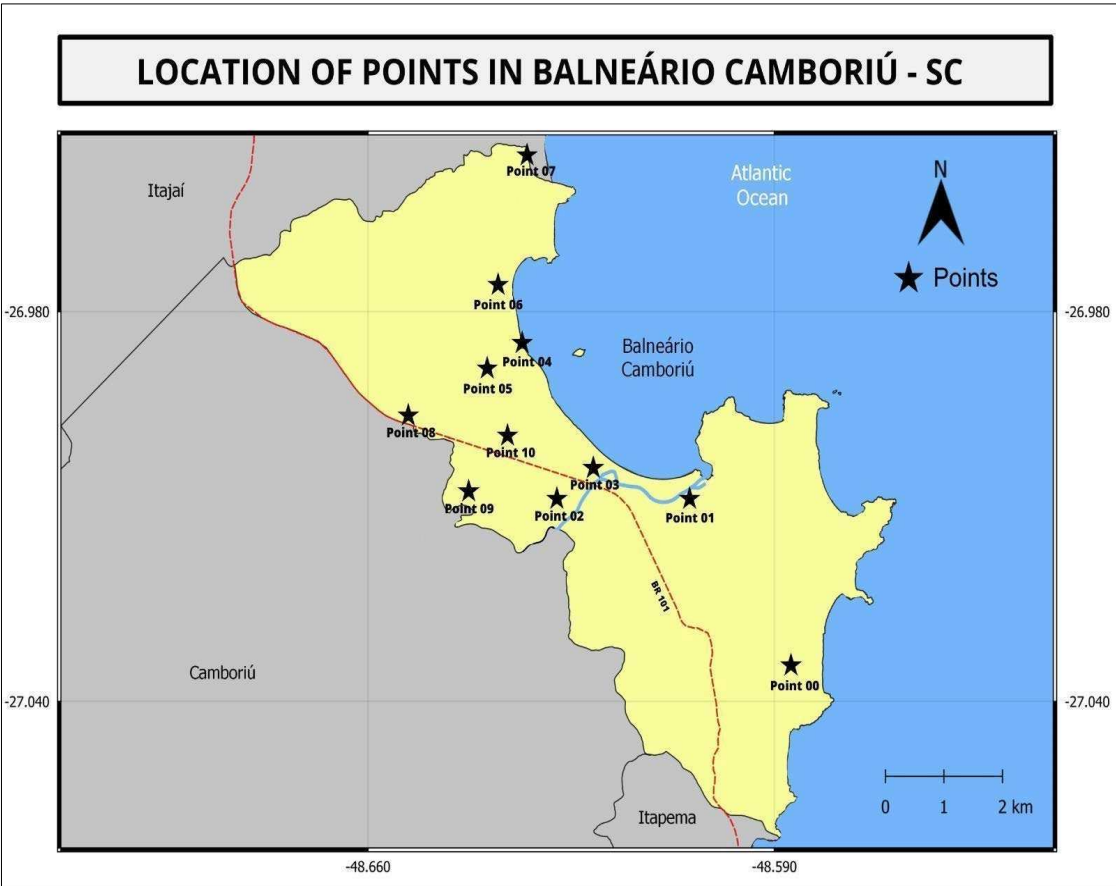 LOCATION OF POINTS IN BALNEÁRIO CAMBORIÚ - SC
Point 07
Itajaí
Atlantic
Ocean
N
Points
Point 06
-26.980
-26.980
Point 04
Balneário
Camboriú
Point 05
Point 08
Point 10
Point 03
Point 09
Point 02
Point 01
BR 101
Camboriú
Point 00
-27.040
-27.040
0 1 2 km
Itapema
-48.660
-48.590